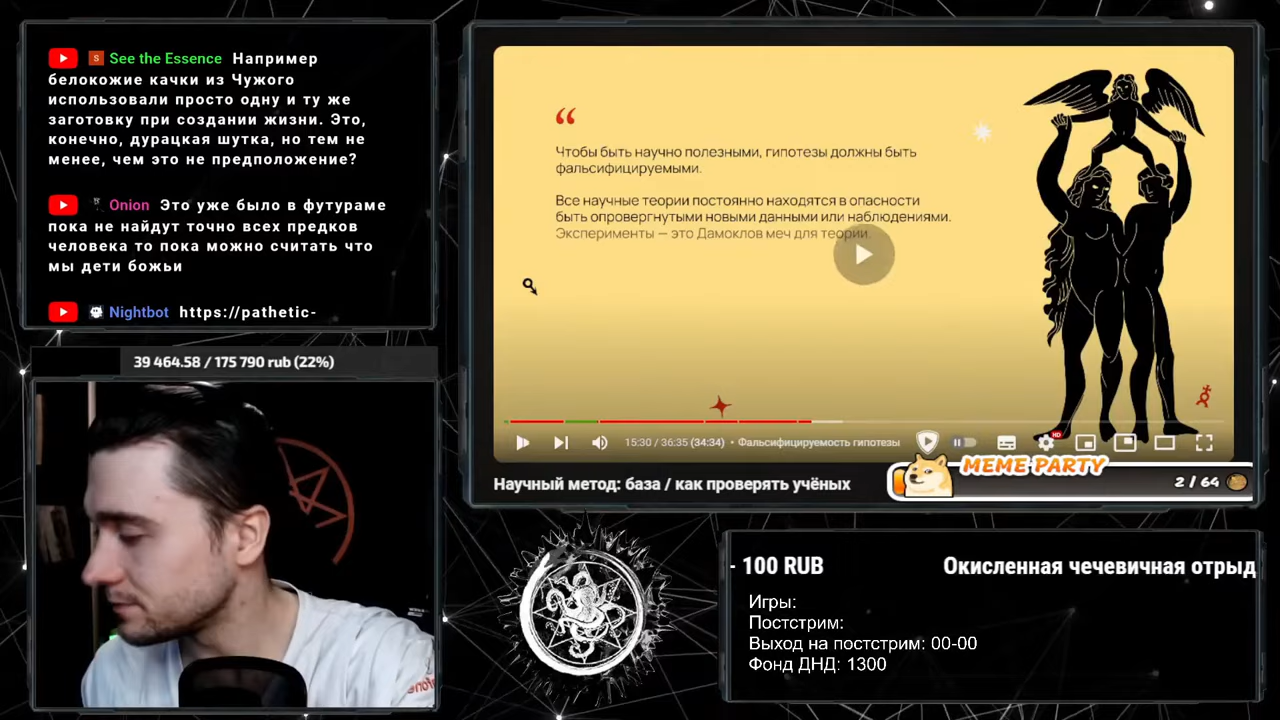 See the Essence Например
белокожие качки из Чужого
использовали просто одну и ту же
заготовку при создании жизни. Это,
конечно, дурацкая шутка, но тем не
менее, чем это не предположение?
Onion Это уже было в футураме
пока не найдут точно всех предков
человека то пока можно считать что
мы дети божьи
Nightbot https://pathetic-
39 464.58 / 175 790 rub (22%)
“
Чтобы быть научно полезными, гипотезы должны быть
фальсифицируемыми.
Все научные теории постоянно находятся в опасности
быть опровергнутыми новыми данными или наблюдениями.
Эксперименты — это Дамоклов меч для теории.
15:30 / 36:35 (34:34) • Фальсифицируемость гипотезы
HD
MEME PARTY
2 / 64
Научный метод: база / как проверять учёных
- 100 RUB
Окисленная чечевичная отрыд
Игры:
Постстрим:
Выход на постстрим: 00-00
Фонд ДНД: 1300